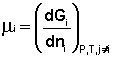 μi = (dGi / dni)P,T,j≠i